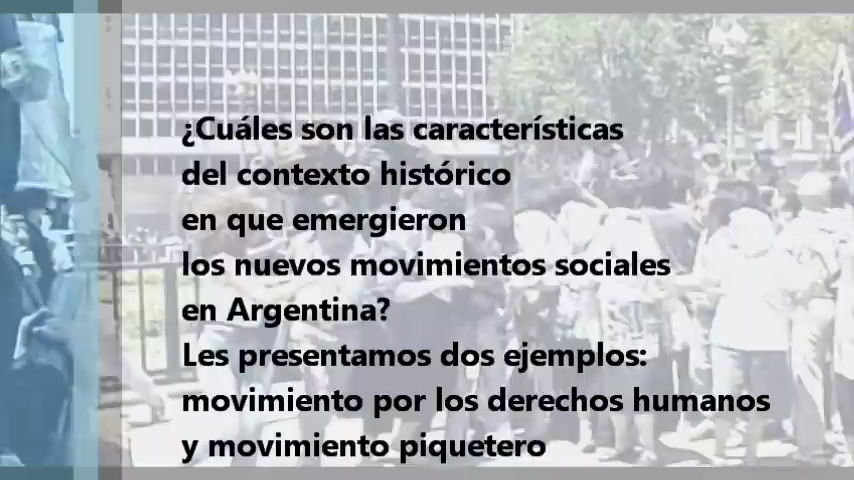 ¿Cuáles son las características
del contexto histórico
en que emergieron
los nuevos movimientos sociales
en Argentina?
Les presentamos dos ejemplos:
movimiento por los derechos humanos
y movimiento piquetero